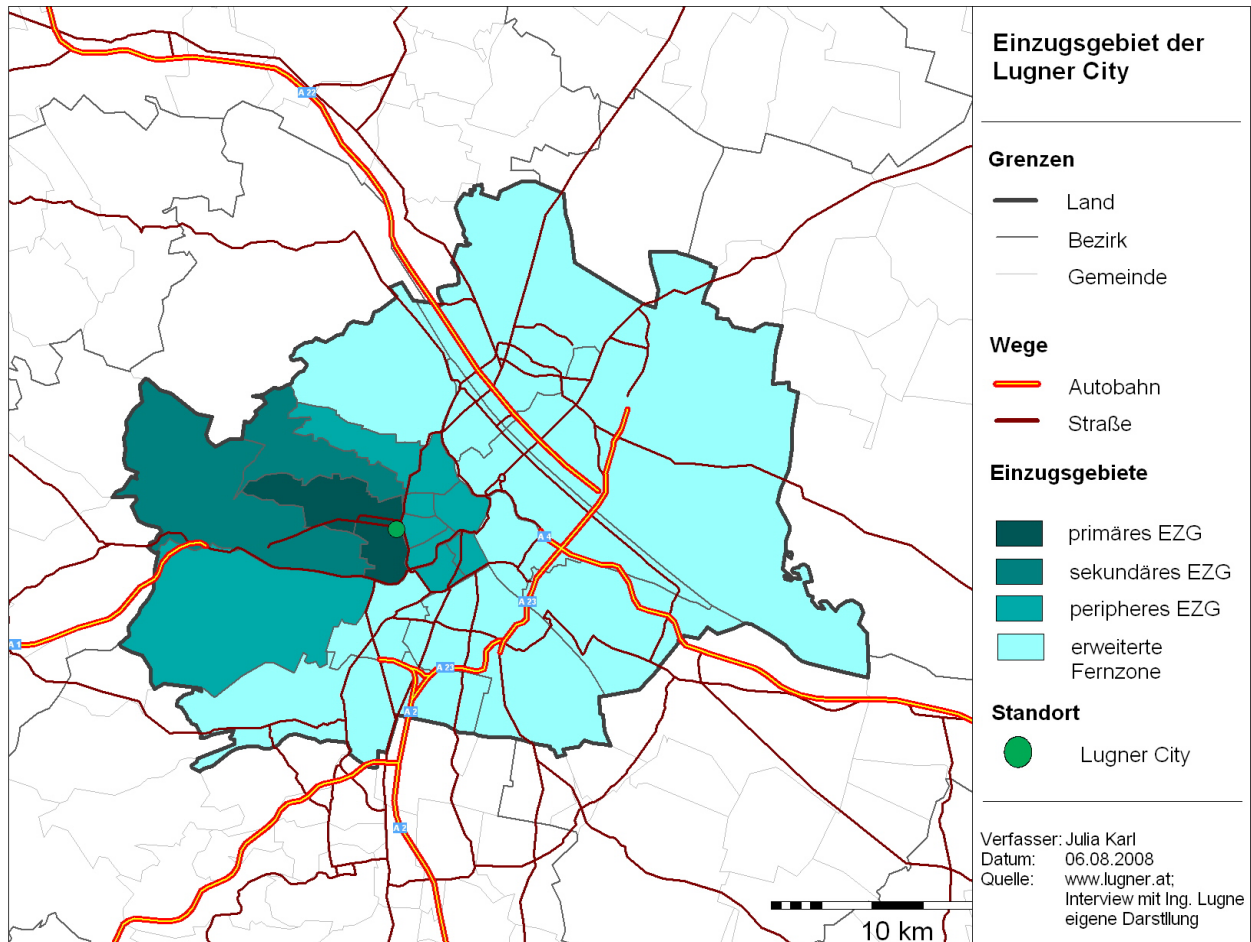 Einzugsgebiet der
Lugner City
Grenzen
Land
Bezirk
Gemeinde
Wege
Autobahn
Straße
Einzugsgebiete
primäres EZG
sekundäres EZG
peripheres EZG
erweiterte
Fernzone
Standort
Lugner City
Verfasser: Julia Karl
Datum: 06.08.2008
Quelle: www.lugner.at;
Interview mit Ing. Lugne
eigene Darstllung
A 22
A 4
A 23
A 1
A 23
A 2
A 2
10 km